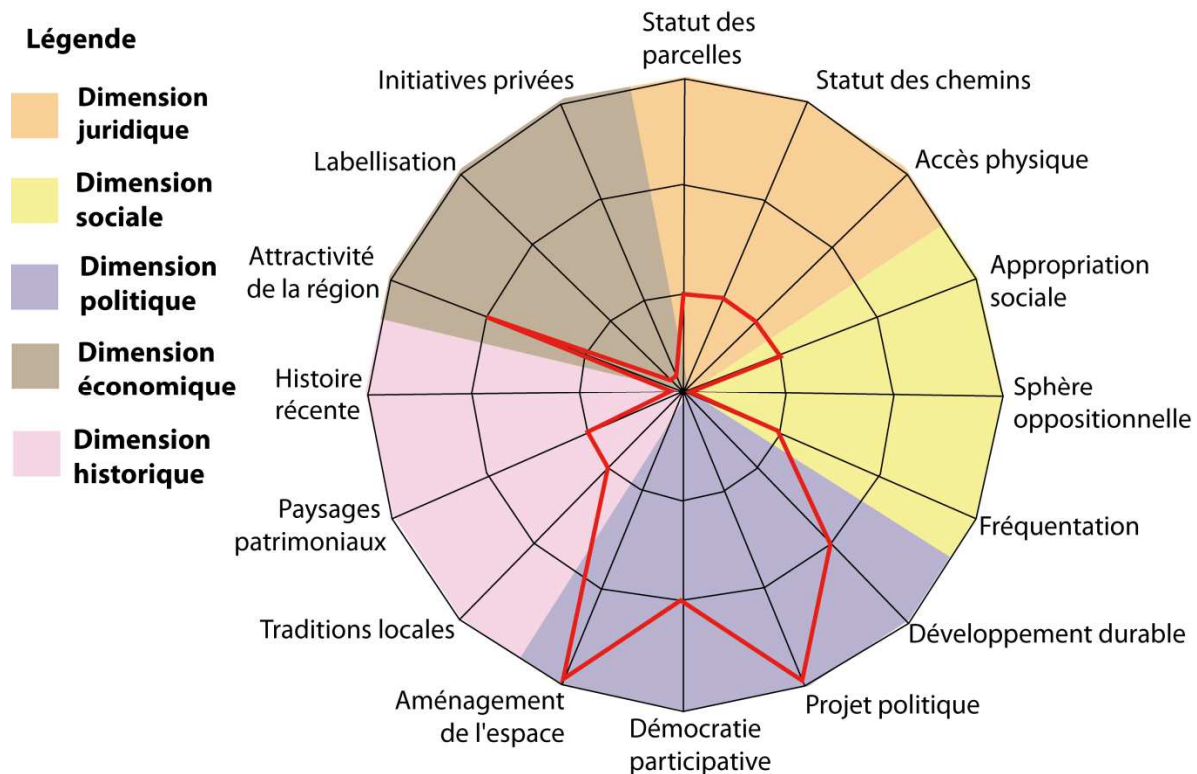 Légende
Dimension
juridique
Dimension
sociale
Dimension
politique
Dimension
économique
Dimension
historique
Statut des
parcelles
Statut des chemins
Accès physique
Appropriation
sociale
Sphère
oppositionnelle
Fréquentation
Développement durable
Projet politique
Démocratie
participative
Aménagement
de l'espace
Traditions locales
Paysages
patrimoniaux
Histoire
récente
Attractivité
de la région
Labellisation
Initiatives privées